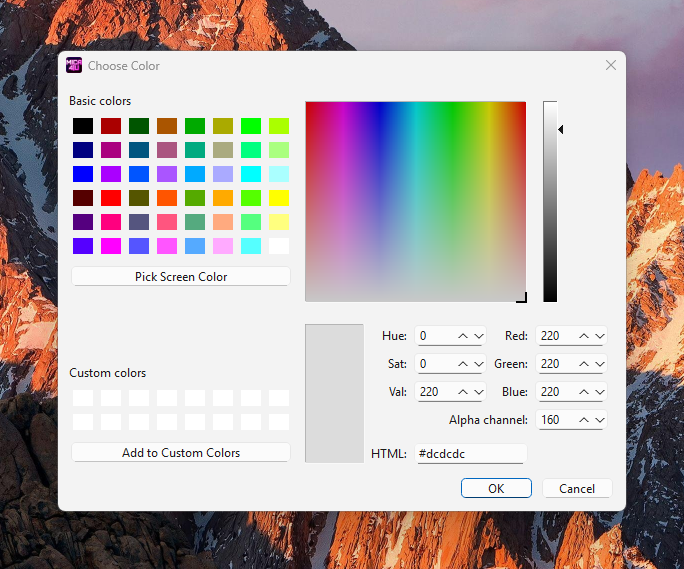 Choose Color
Basic colors
Pick Screen Color
Custom colors
Add to Custom Colors
Hue: 0 Red: 220
Sat: 0 Green: 220
Val: 220 Blue: 220
Alpha channel: 160
HTML: #dcdcdc
OK Cancel